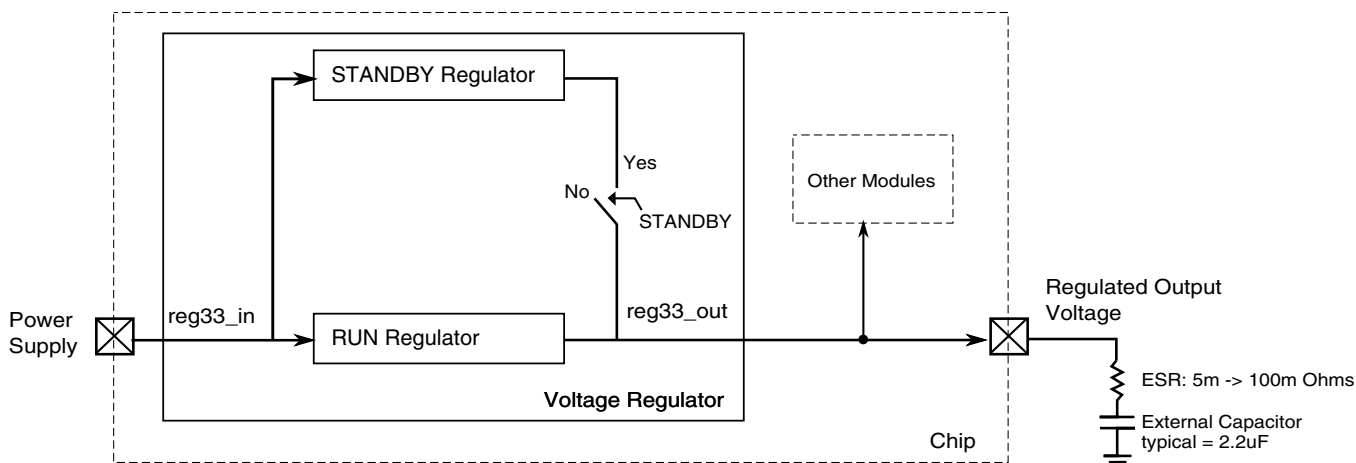 STANDBY Regulator
Yes
No
STANDBY
Other Modules
Power
Supply
reg33_in
RUN Regulator
reg33_out
Regulated Output
Voltage
Voltage Regulator
Chip
ESR: 5m -> 100m Ohms
External Capacitor
typical = 2.2uF